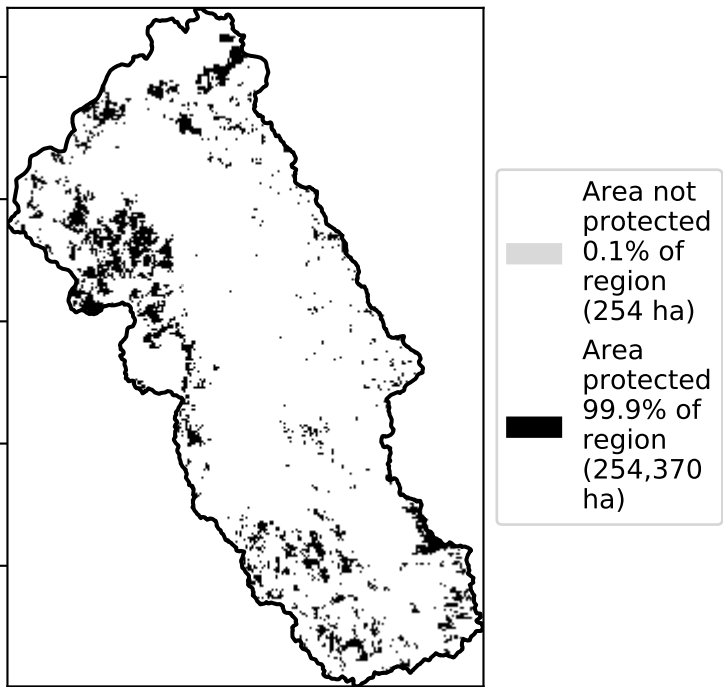 Area not
protected
0.1% of
region
(254 ha)
Area
protected
99.9% of
region
(254,370
ha)